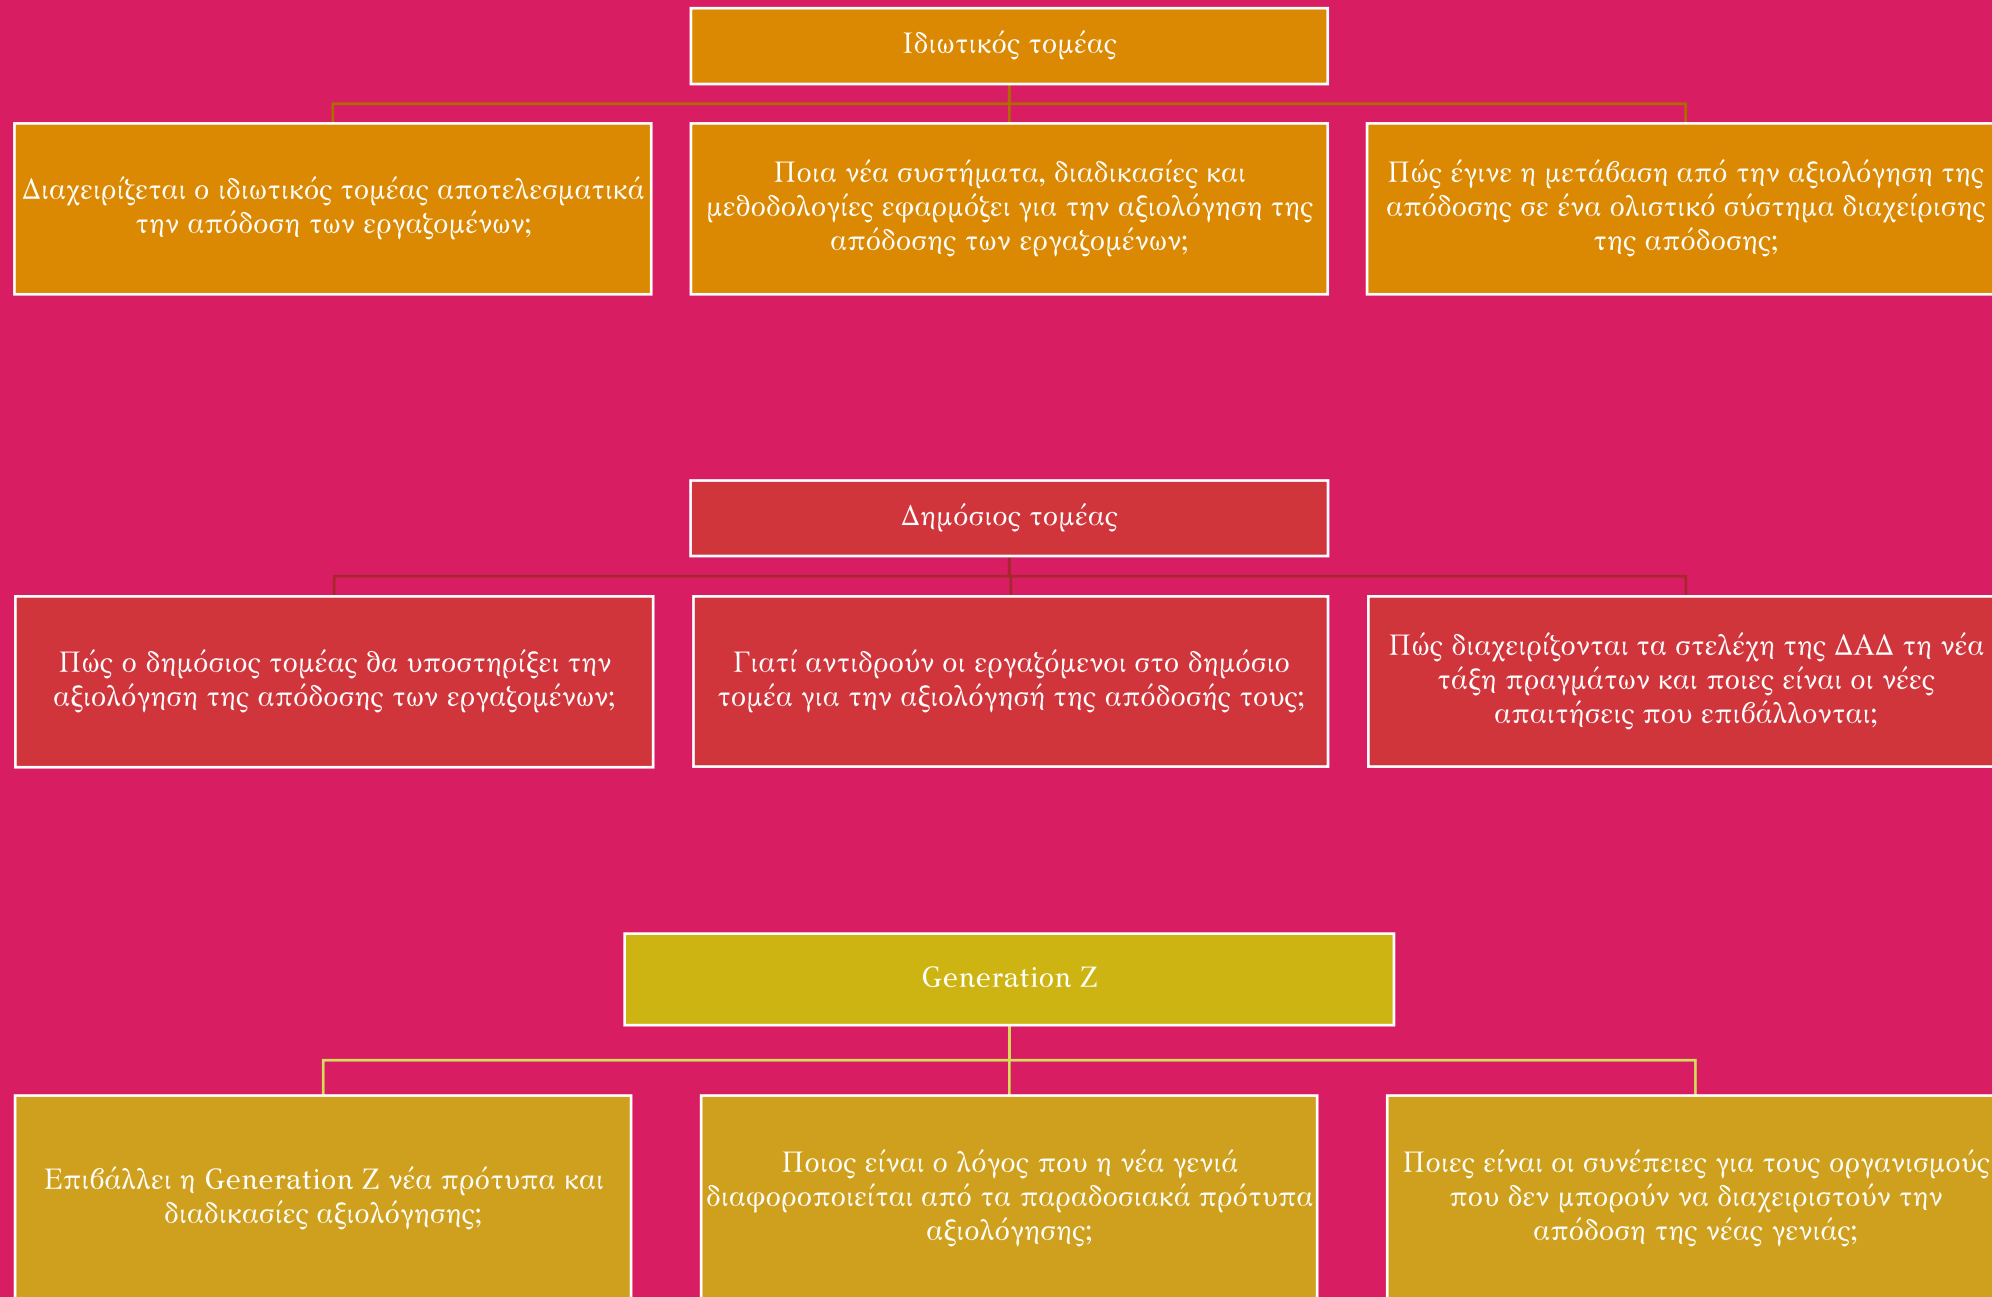 Ιδιωτικός τομέας
Διαχειρίζεται ο ιδιωτικός τομέας αποτελεσματικά
την απόδοση των εργαζομένων;
Ποια νέα συστήματα, διαδικασίες και
μεθοδολογίες εφαρμόζει για την αξιολόγηση της
απόδοσης των εργαζομένων;
Πώς έγινε η μετάβαση από την αξιολόγηση της
απόδοσης σε ένα ολιστικό σύστημα διαχείρισης
της απόδοσης;
Δημόσιος τομέας
Πώς ο δημόσιος τομέας θα υποστηρίξει την
αξιολόγηση της απόδοσης των εργαζομένων;
Γιατί αντιδρούν οι εργαζόμενοι στο δημόσιο
τομέα για την αξιολόγησή της απόδοσής τους;
Πώς διαχειρίζονται τα στελέχη της ΔΑΔ τη νέα
τάξη πραγμάτων και ποιες είναι οι νέες
απαιτήσεις που επιβάλλονται;
Generation Z
Επιβάλλει η Generation Z νέα πρότυπα και
διαδικασίες αξιολόγησης;
Ποιος είναι ο λόγος που η νέα γενιά
διαφοροποιείται από τα παραδοσιακά πρότυπα
αξιολόγησης;
Ποιες είναι οι συνέπειες για τους οργανισμούς
που δεν μπορούν να διαχειριστούν την
απόδοση της νέας γενιάς;